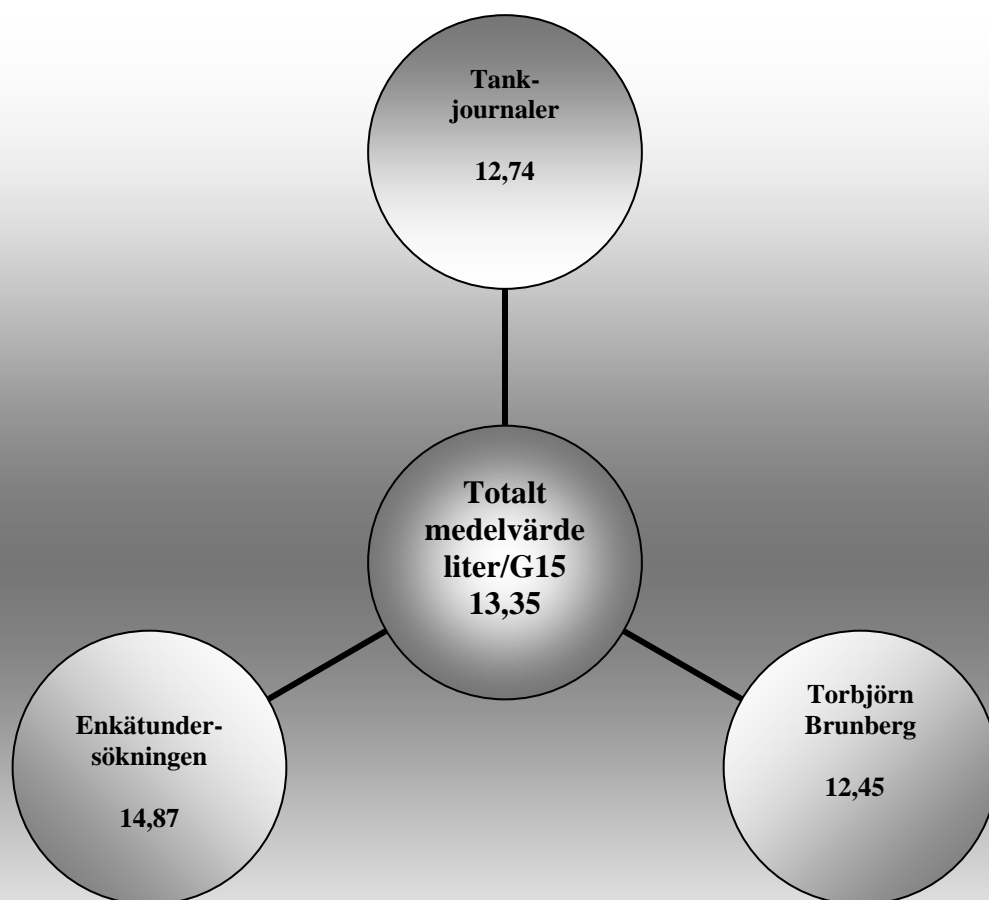 Tank-
journaler
12,74
Totalt
medelvärde
liter/G15
13,35
Enkätunder-
sökningen
14,87
Torbjörn
Brunberg
12,45